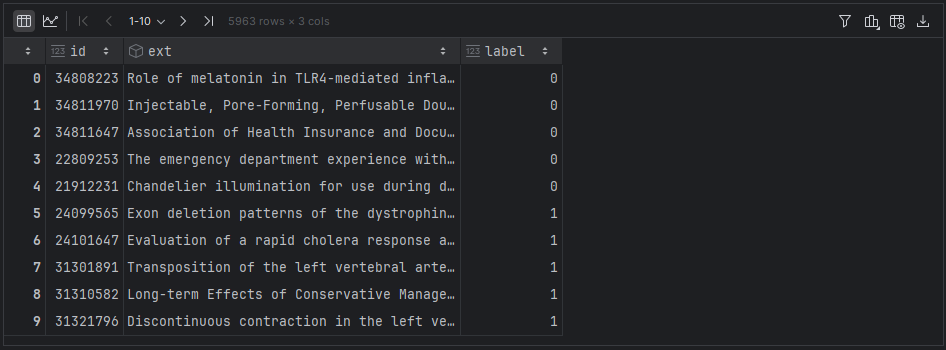 1-10 5963 rows × 3 cols
123 id ext 123 label
0 34808223 Role of melatonin in TLR4-mediated infla… 0
1 34811970 Injectable, Pore-Forming, Perfusable Dou… 0
2 34811647 Association of Health Insurance and Docu… 0
3 22809253 The emergency department experience with… 0
4 21912231 Chandelier illumination for use during d… 0
5 24099565 Exon deletion patterns of the dystrophin… 1
6 24101647 Evaluation of a rapid cholera response a… 1
7 31301891 Transposition of the left vertebral arte… 1
8 31310582 Long-term Effects of Conservative Manage… 1
9 31321796 Discontinuous contraction in the left ve… 1